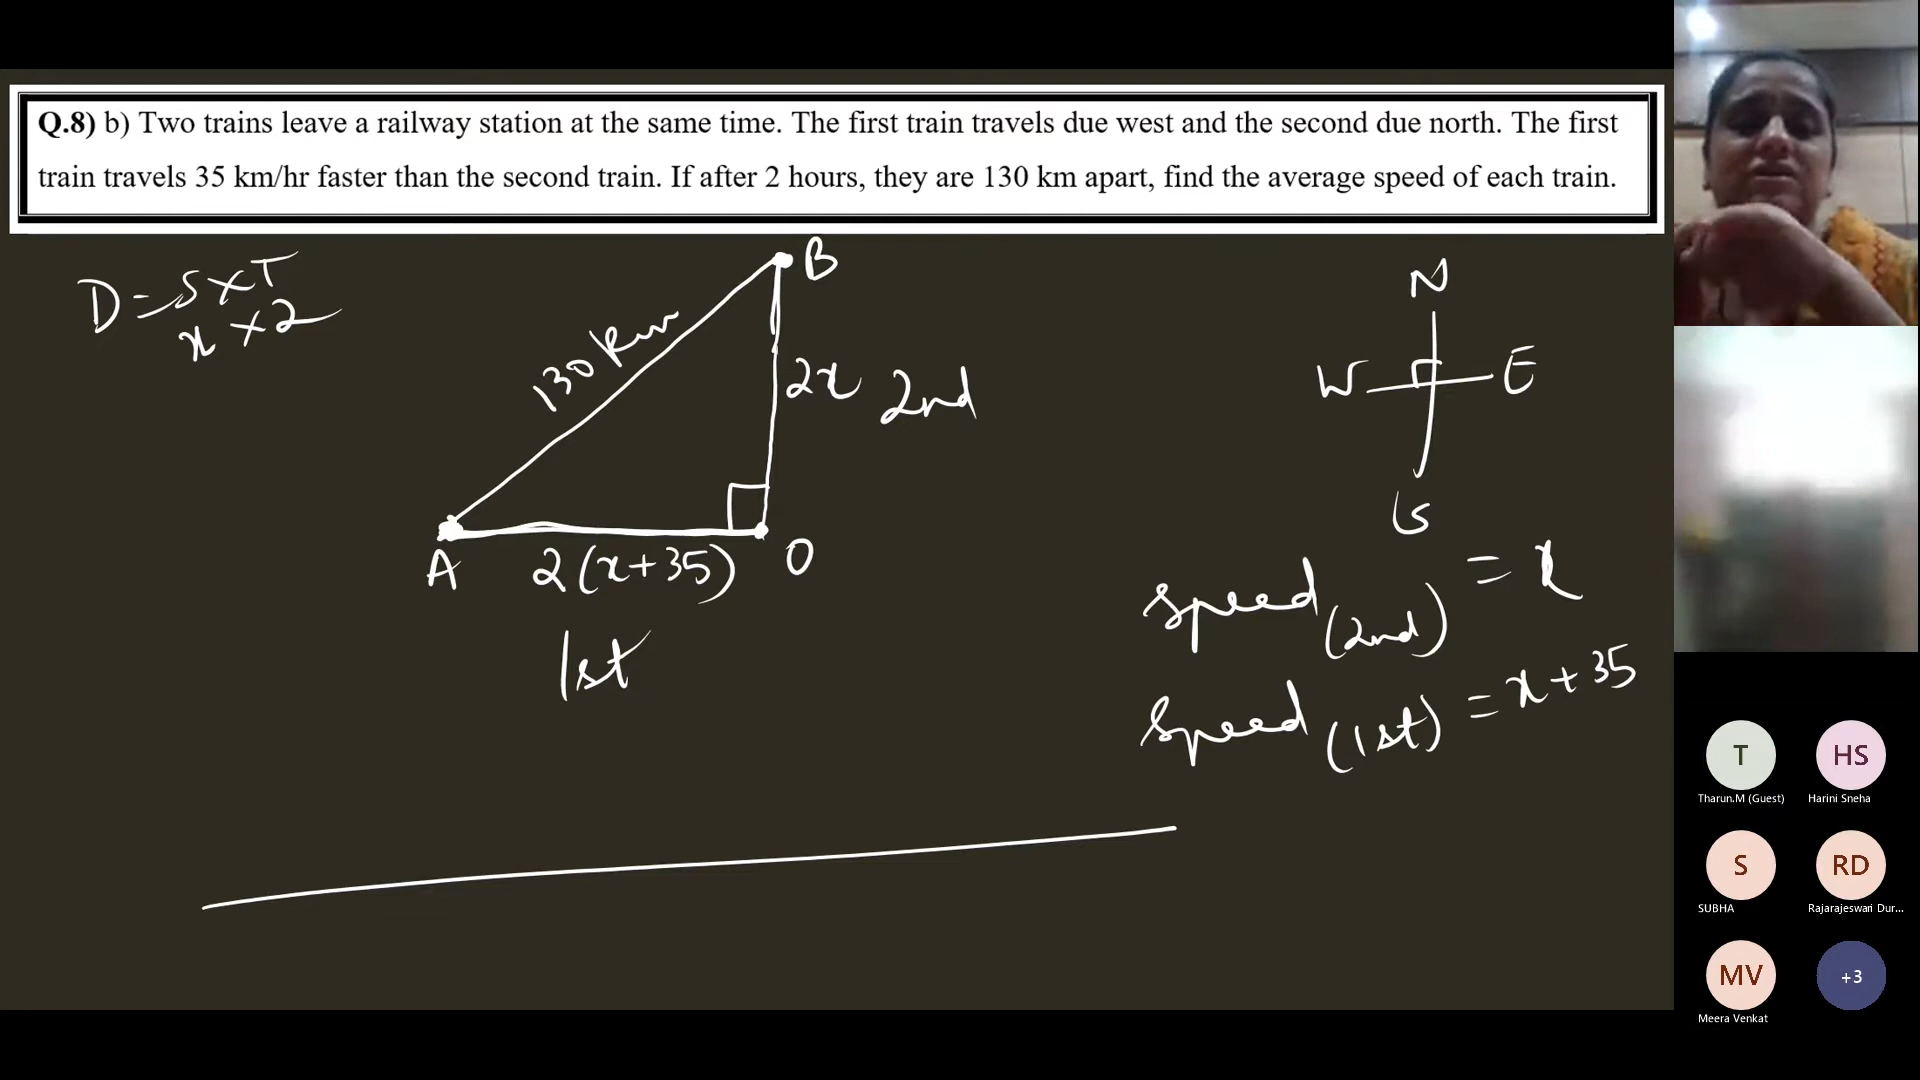 Q.8) b) Two trains leave a railway station at the same time. The first train travels due west and the second due north. The first
train travels 35 km/hr faster than the second train. If after 2 hours, they are 130 km apart, find the average speed of each train.
D = S × T
x × 2
B
130 km
2x 2nd
A 2(x+35) O
1st
N
W E
S
speed (2nd) = x
speed (1st) = x + 35
T HS
Tharun.M (Guest) Harini Sneha
S RD
SUBHA Rajarajeswari Dur...
MV +3
Meera Venkat